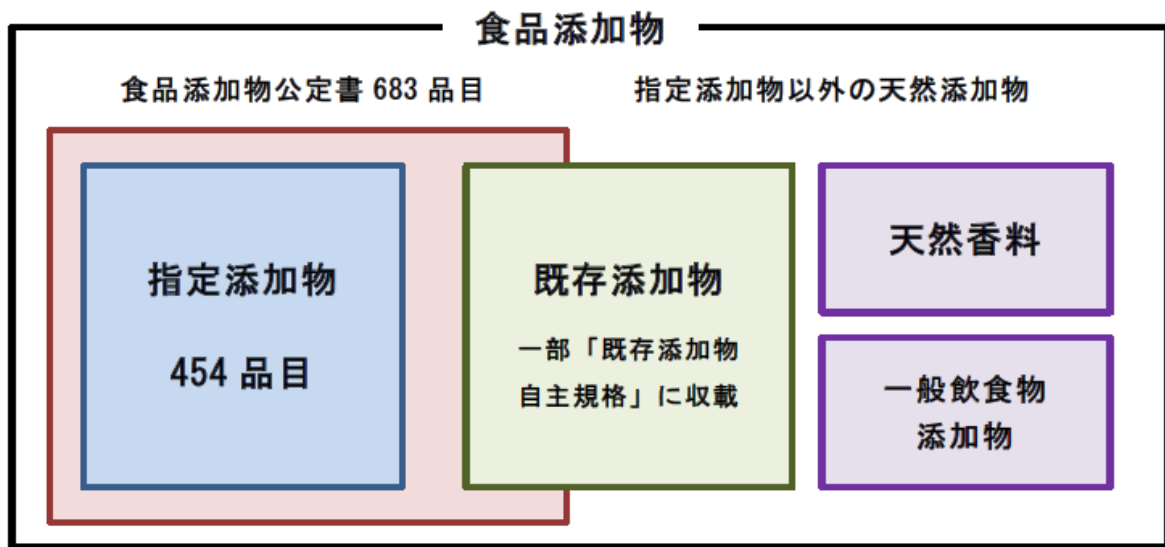 食品添加物
食品添加物公定書 683 品目
指定添加物以外の天然添加物
指定添加物
454 品目
既存添加物
一部「既存添加物
自主規格」に収載
天然香料
一般飲食物
添加物